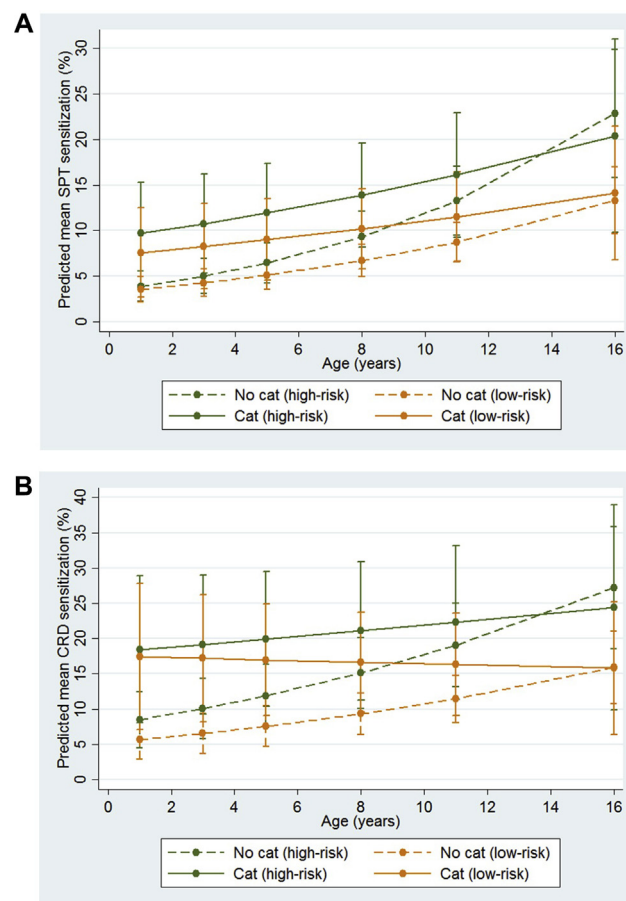 A
Predicted mean SPT sensitization (%)
30
25
20
15
10
5
0
0 2 4 6 8 10 12 14 16
Age (years)
No cat (high-risk) No cat (low-risk)
Cat (high-risk) Cat (low-risk)
B
Predicted mean CRD sensitization (%)
40
35
30
25
20
15
10
5
0
0 2 4 6 8 10 12 14 16
Age (years)
No cat (high-risk) No cat (low-risk)
Cat (high-risk) Cat (low-risk)